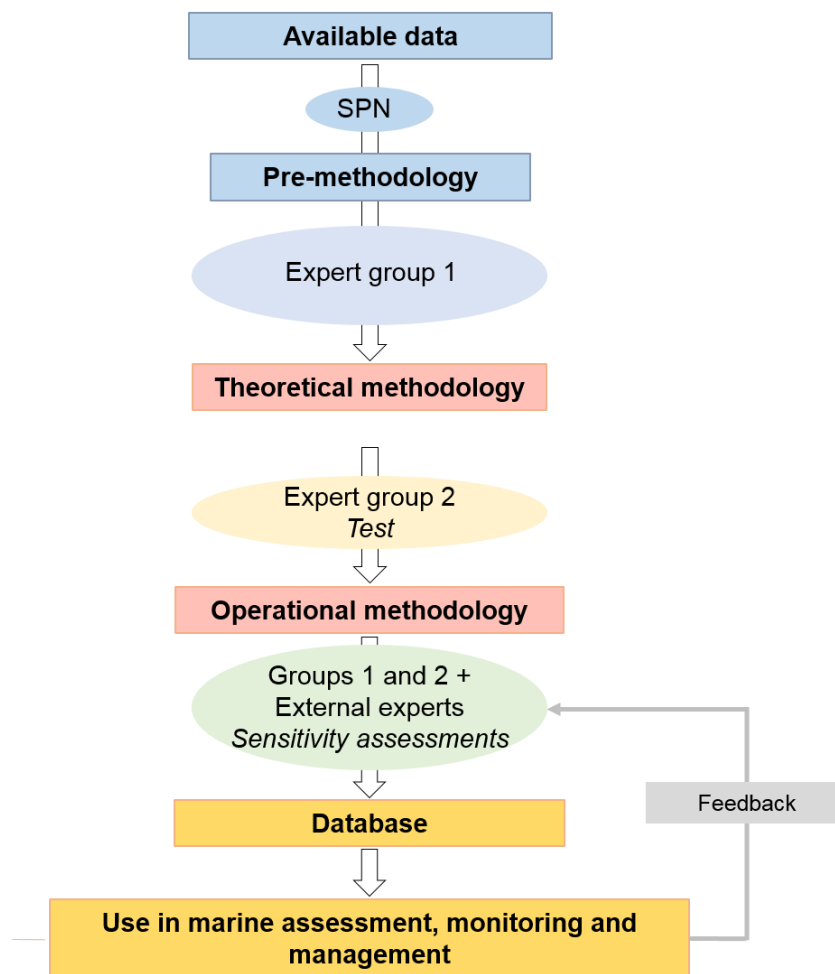 Available data
SPN
Pre-methodology
Expert group 1
Theoretical methodology
Expert group 2
Test
Operational methodology
Groups 1 and 2 +
External experts
Sensitivity assessments
Feedback
Database
Use in marine assessment, monitoring and
management